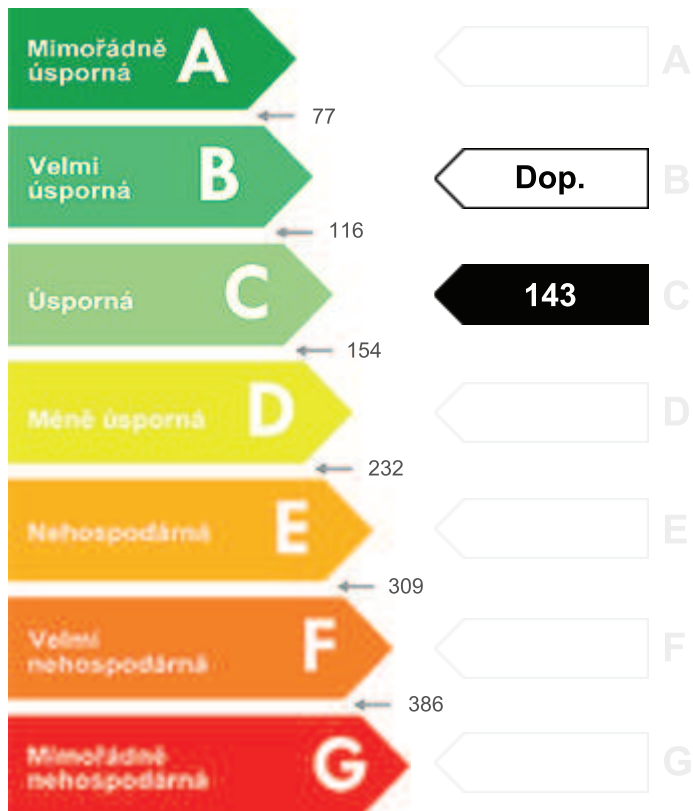 Mimořádně
úsporná
A
A
77
Velmi
úsporná
B
Dop.
B
116
Úsporná
C
143
C
154
Méně úsporná
D
D
232
Nehospodárná
E
E
309
Velmi
nehospodárná
F
F
386
Mimořádně
nehospodárná
G
G